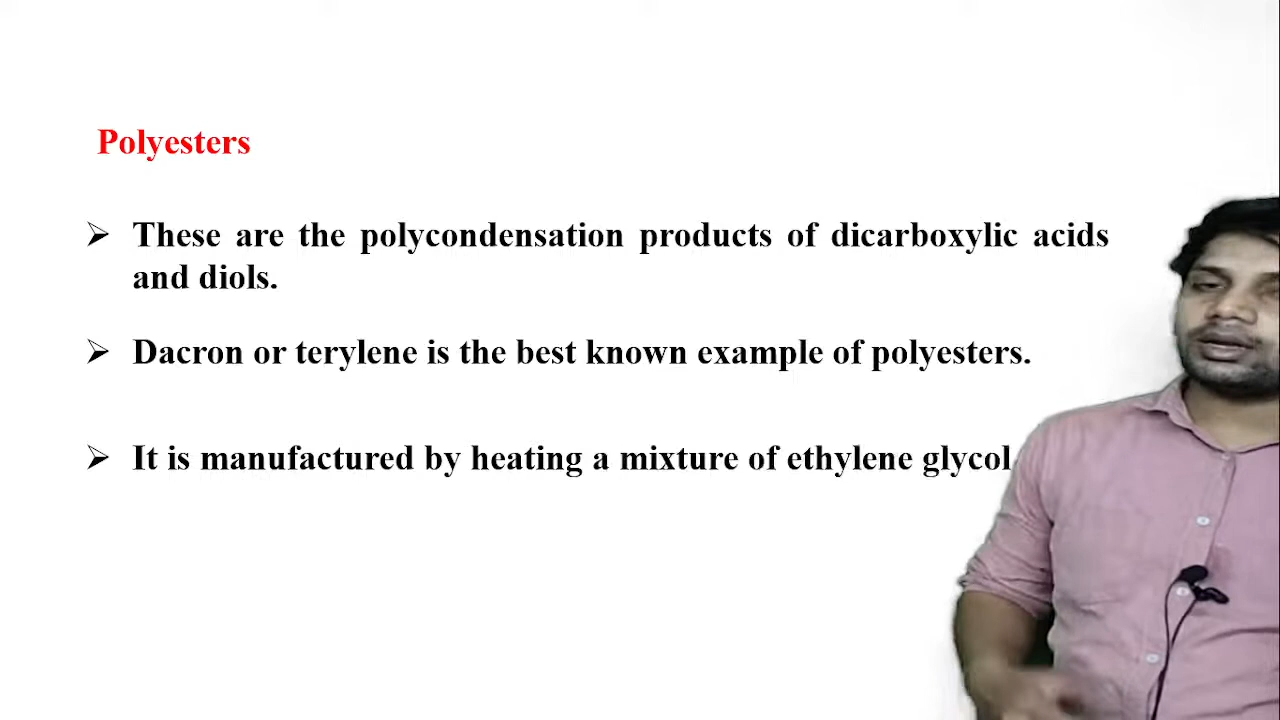 Polyesters
These are the polycondensation products of dicarboxylic acids
and diols.
Dacron or terylene is the best known example of polyesters.
It is manufactured by heating a mixture of ethylene glycol